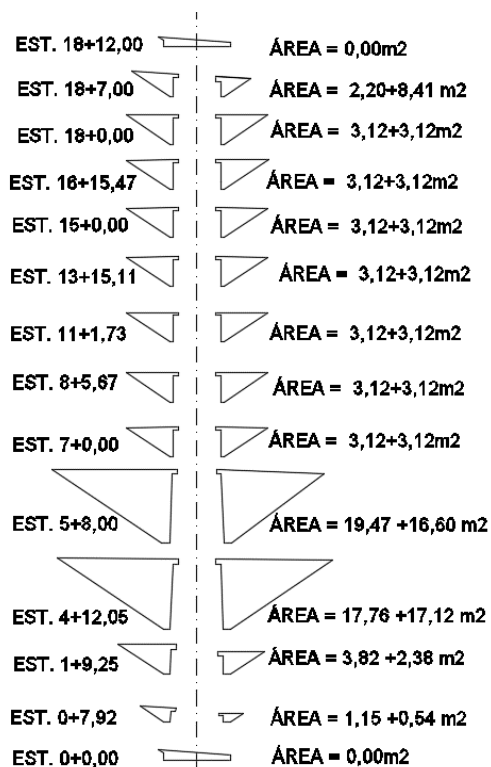 EST. 18+12,00 ÁREA = 0,00m2
EST. 18+7,00 ÁREA = 2,20+8,41 m2
EST. 18+0,00 ÁREA = 3,12+3,12m2
EST. 16+15,47 ÁREA = 3,12+3,12m2
EST. 15+0,00 ÁREA = 3,12+3,12m2
EST. 13+15,11 ÁREA = 3,12+3,12m2
EST. 11+1,73 ÁREA = 3,12+3,12m2
EST. 8+5,67 ÁREA = 3,12+3,12m2
EST. 7+0,00 ÁREA = 3,12+3,12m2
EST. 5+8,00 ÁREA = 19,47 +16,60 m2
EST. 4+12,05 ÁREA = 17,76 +17,12 m2
EST. 1+9,25 ÁREA = 3,82 +2,38 m2
EST. 0+7,92 ÁREA = 1,15 +0,54 m2
EST. 0+0,00 ÁREA = 0,00m2